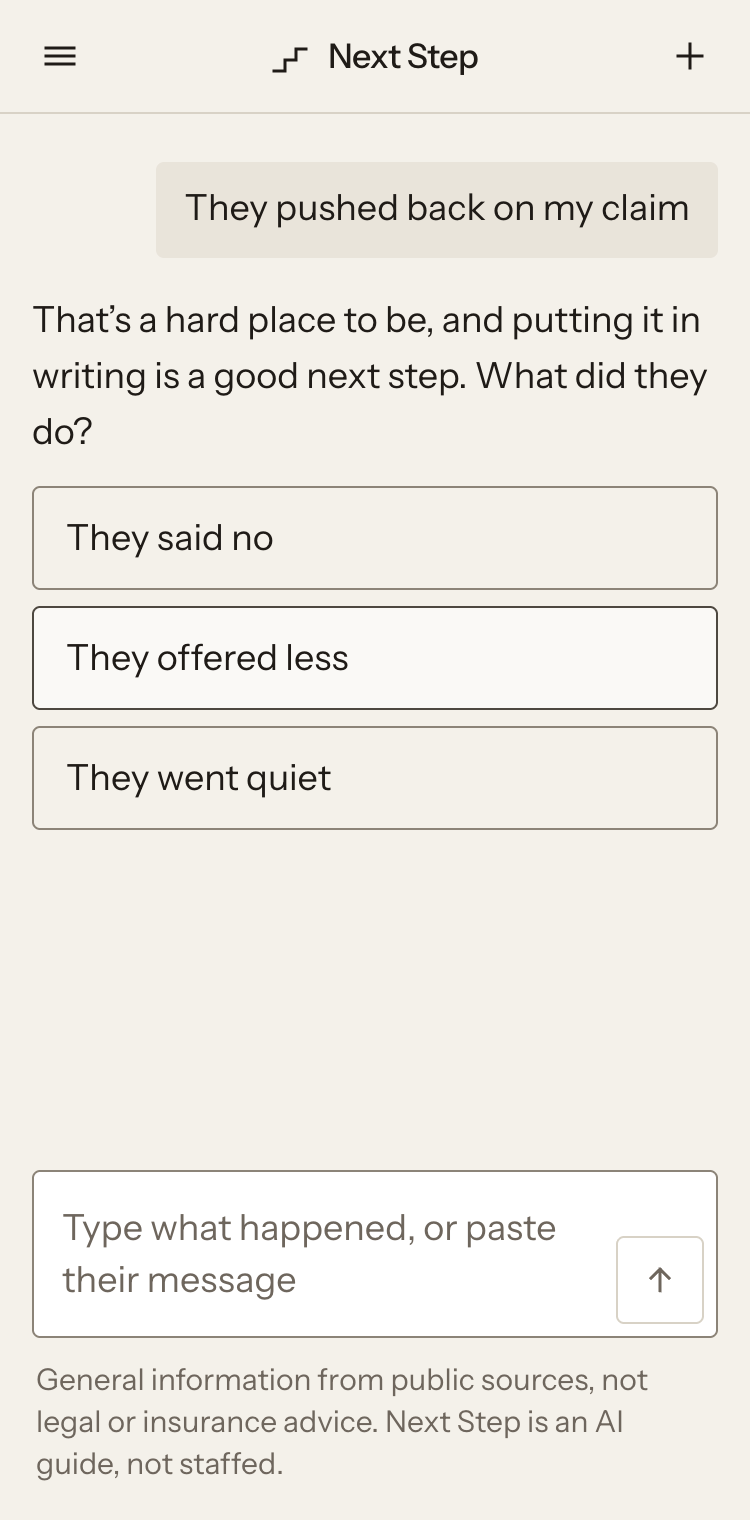 Next Step
They pushed back on my claim
That’s a hard place to be, and putting it in
writing is a good next step. What did they
do?
They said no
They offered less
They went quiet
Type what happened, or paste
their message
General information from public sources, not
legal or insurance advice. Next Step is an AI
guide, not staffed.